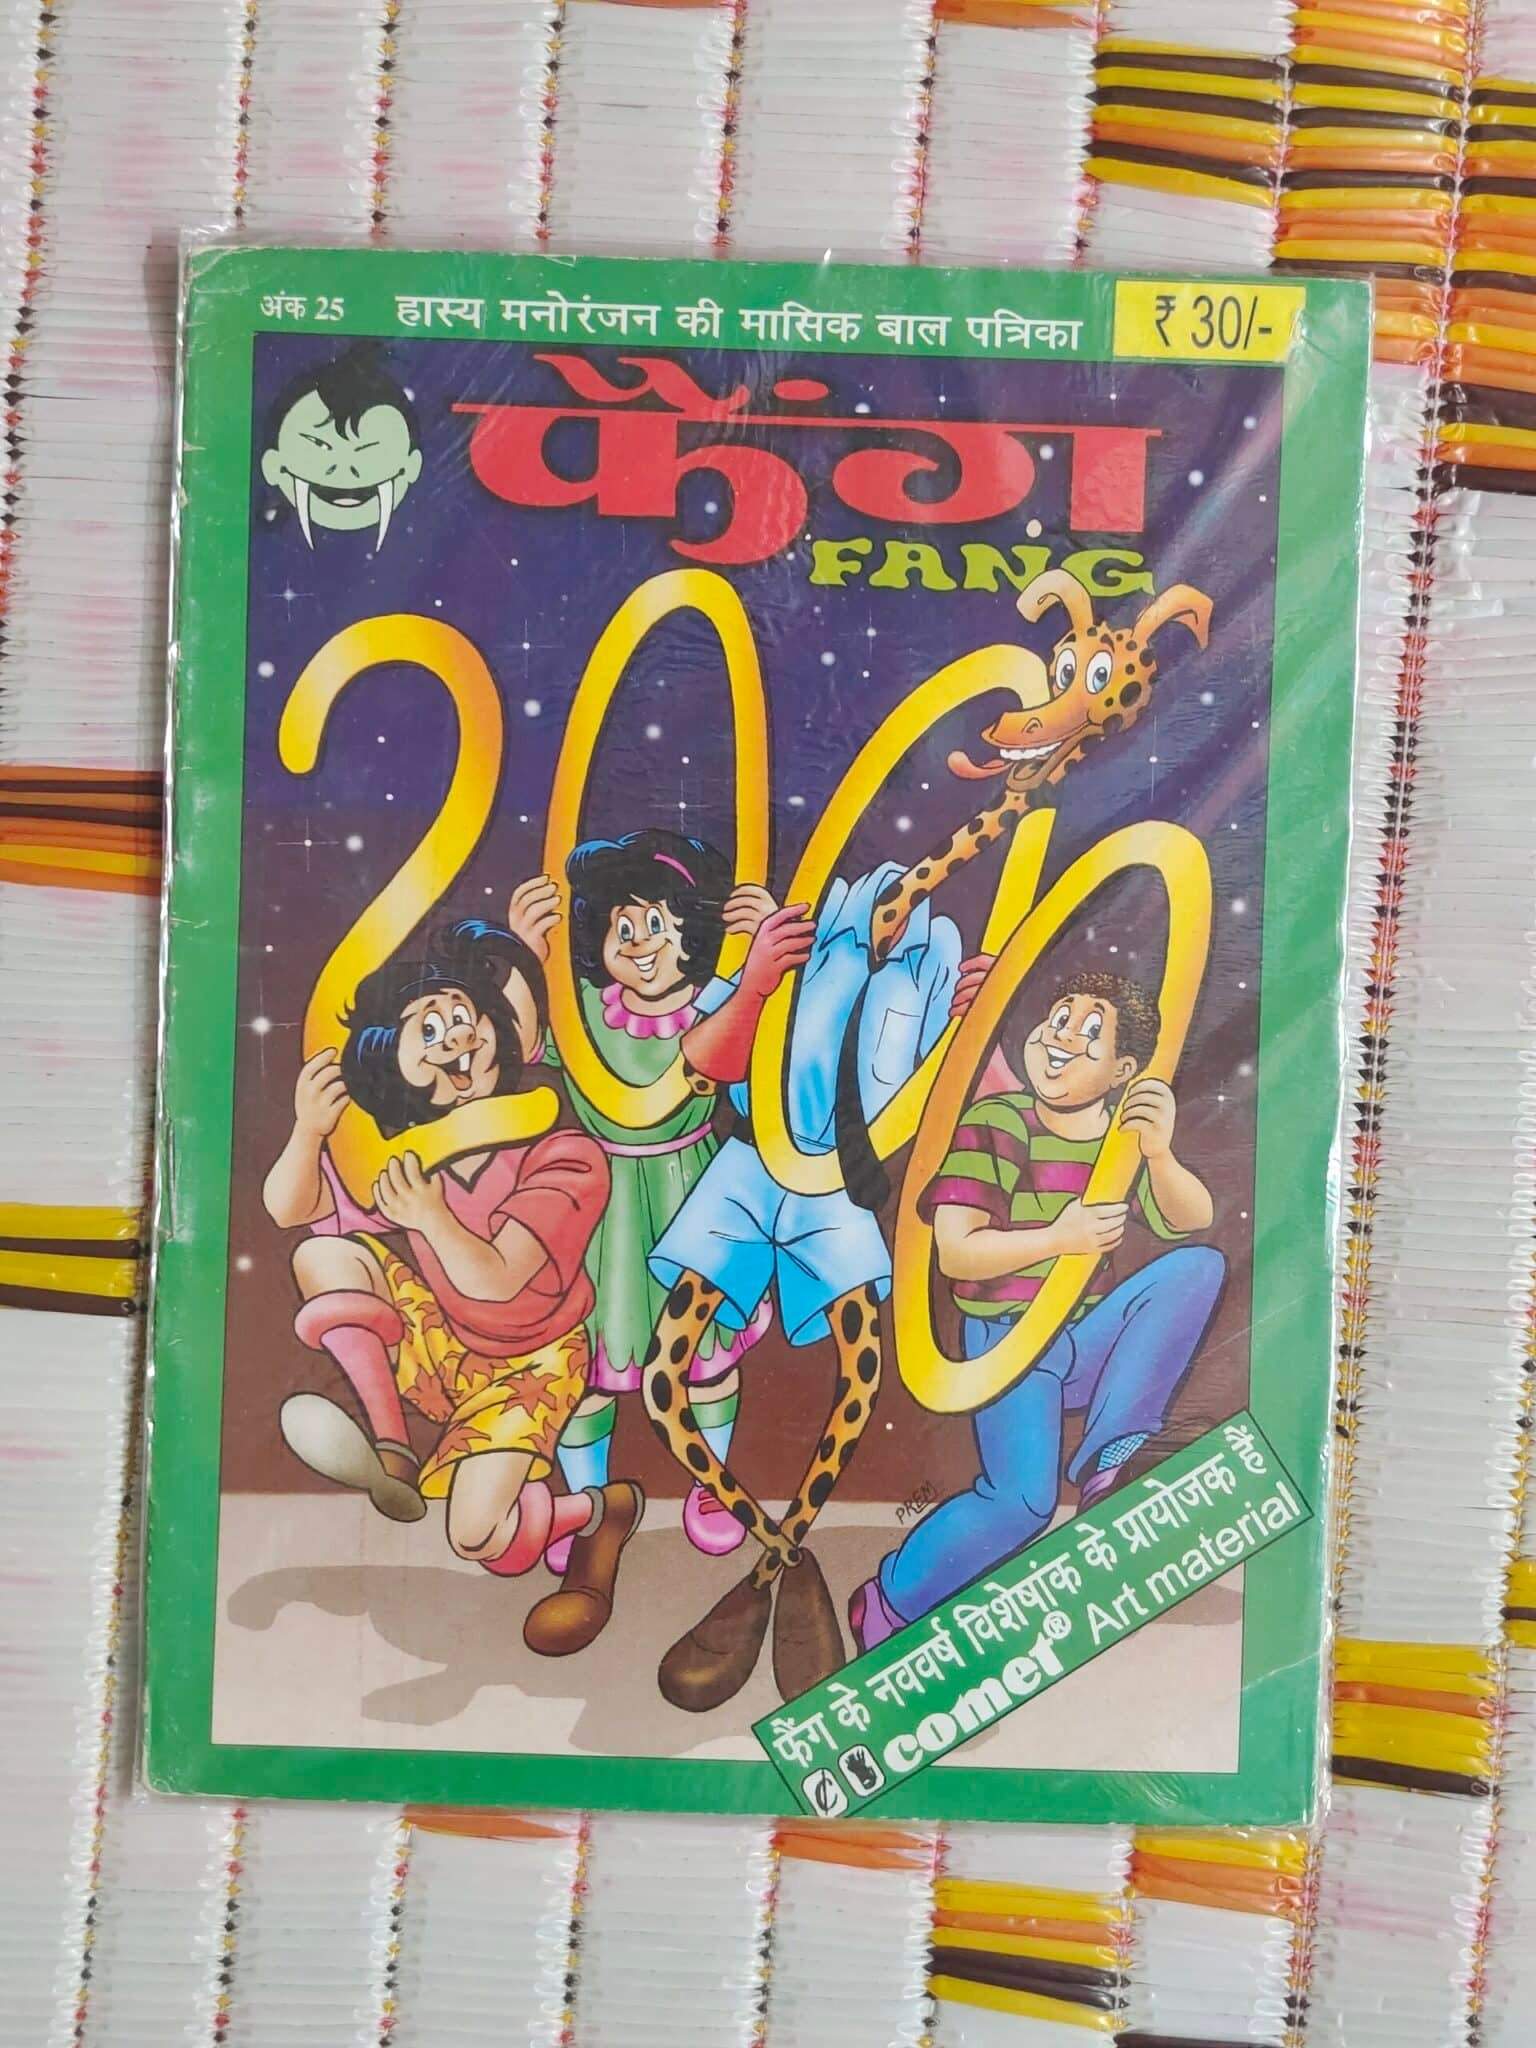 अंक 25 हास्य मनोरंजन की मासिक बाल पत्रिका ₹ 30/-
फैंग
FANG
2000
PREM
फैंग के नववर्ष विशेषांक के प्रायोजक हैं
comet® Art material